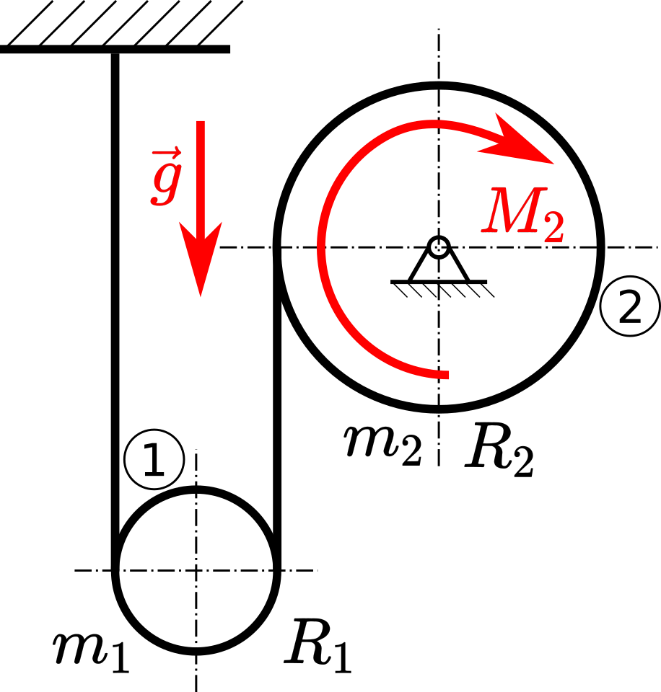 g⃗
M₂
②
m₂ R₂
①
m₁ R₁